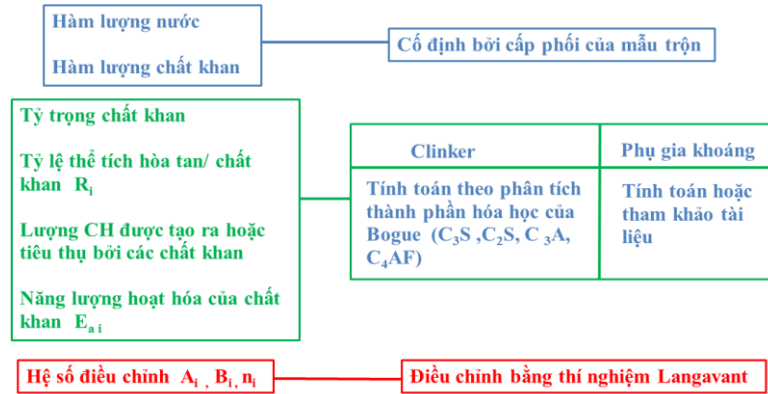 Hàm lượng nước
Hàm lượng chất khan
Cố định bởi cấp phối của mẫu trộn
Tỷ trọng chất khan
Tỷ lệ thể tích hòa tan/ chất
khan Rᵢ
Lượng CH được tạo ra hoặc
tiêu thụ bởi các chất khan
Năng lượng hoạt hóa của chất
khan Eₐ ᵢ
Clinker
Tính toán theo phân tích
thành phần hóa học của
Bogue (C₃S ,C₂S, C ₃A,
C₄AF)
Phụ gia khoáng
Tính toán hoặc
tham khảo tài
liệu
Hệ số điều chỉnh Aᵢ , Bᵢ, nᵢ
Điều chỉnh bằng thí nghiệm Langavant